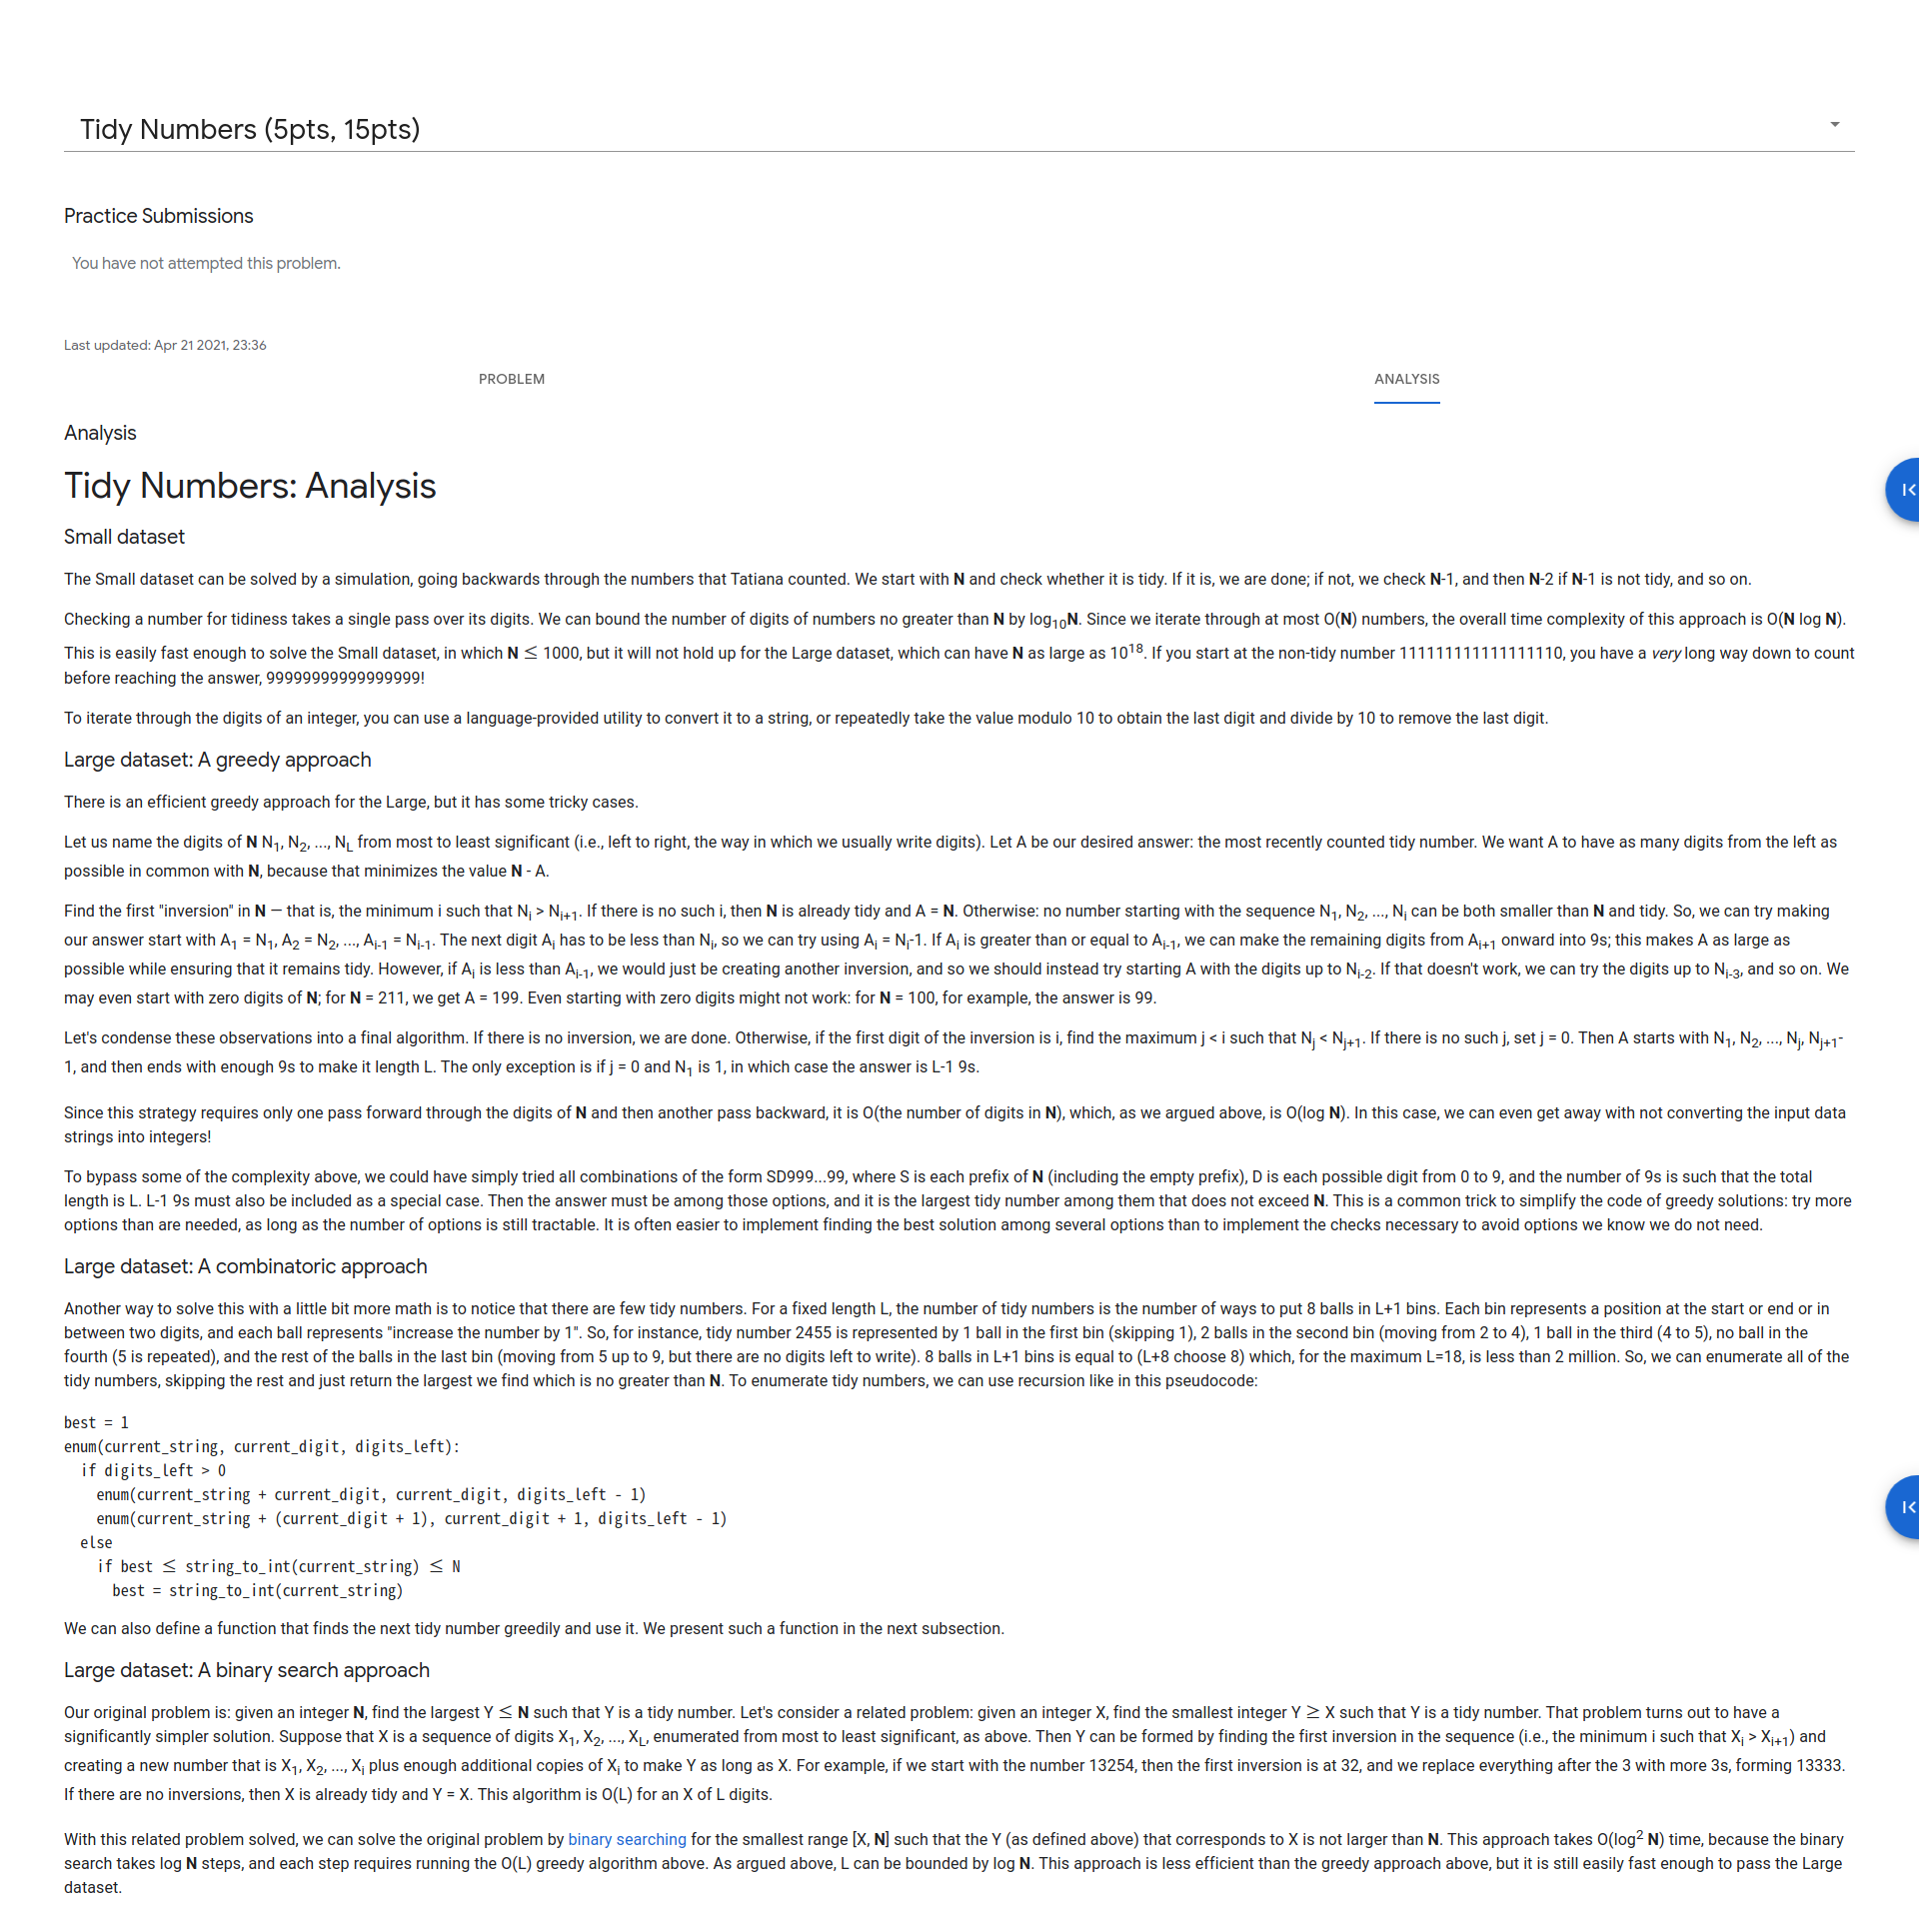 Tidy Numbers (5pts, 15pts)
Practice Submissions
You have not attempted this problem.
Last updated: Apr 21 2021, 23:36
PROBLEM
ANALYSIS
Analysis
Tidy Numbers: Analysis
Small dataset
The Small dataset can be solved by a simulation, going backwards through the numbers that Tatiana counted. We start with N and check whether it is tidy. If it is, we are done; if not, we check N-1, and then N-2 if N-1 is not tidy, and so on.
Checking a number for tidiness takes a single pass over its digits. We can bound the number of digits of numbers no greater than N by log10N. Since we iterate through at most O(N) numbers, the overall time complexity of this approach is O(N log N).
This is easily fast enough to solve the Small dataset, in which N ≤ 1000, but it will not hold up for the Large dataset, which can have N as large as 10^18. If you start at the non-tidy number 111111111111111110, you have a very long way down to count
before reaching the answer, 99999999999999999!
To iterate through the digits of an integer, you can use a language-provided utility to convert it to a string, or repeatedly take the value modulo 10 to obtain the last digit and divide by 10 to remove the last digit.
Large dataset: A greedy approach
There is an efficient greedy approach for the Large, but it has some tricky cases.
Let us name the digits of N N1, N2, ..., NL from most to least significant (i.e., left to right, the way in which we usually write digits). Let A be our desired answer: the most recently counted tidy number. We want A to have as many digits from the left as
possible in common with N, because that minimizes the value N - A.
Find the first "inversion" in N — that is, the minimum i such that Ni > Ni+1. If there is no such i, then N is already tidy and A = N. Otherwise: no number starting with the sequence N1, N2, ..., Ni can be both smaller than N and tidy. So, we can try making
our answer start with A1 = N1, A2 = N2, ..., Ai-1 = Ni-1. The next digit Ai has to be less than Ni, so we can try using Ai = Ni-1. If Ai is greater than or equal to Ai-1, we can make the remaining digits from Ai+1 onward into 9s; this makes A as large as
possible while ensuring that it remains tidy. However, if Ai is less than Ai-1, we would just be creating another inversion, and so we should instead try starting A with the digits up to Ni-2. If that doesn't work, we can try the digits up to Ni-3, and so on. We
may even start with zero digits of N; for N = 211, we get A = 199. Even starting with zero digits might not work: for N = 100, for example, the answer is 99.
Let's condense these observations into a final algorithm. If there is no inversion, we are done. Otherwise, if the first digit of the inversion is i, find the maximum j < i such that Nj < Nj+1. If there is no such j, set j = 0. Then A starts with N1, N2, ..., Nj, Nj+1-
1, and then ends with enough 9s to make it length L. The only exception is if j = 0 and N1 is 1, in which case the answer is L-1 9s.
Since this strategy requires only one pass forward through the digits of N and then another pass backward, it is O(the number of digits in N), which, as we argued above, is O(log N). In this case, we can even get away with not converting the input data
strings into integers!
To bypass some of the complexity above, we could have simply tried all combinations of the form SD999...99, where S is each prefix of N (including the empty prefix), D is each possible digit from 0 to 9, and the number of 9s is such that the total
length is L. L-1 9s must also be included as a special case. Then the answer must be among those options, and it is the largest tidy number among them that does not exceed N. This is a common trick to simplify the code of greedy solutions: try more
options than are needed, as long as the number of options is still tractable. It is often easier to implement finding the best solution among several options than to implement the checks necessary to avoid options we know we do not need.
Large dataset: A combinatoric approach
Another way to solve this with a little bit more math is to notice that there are few tidy numbers. For a fixed length L, the number of tidy numbers is the number of ways to put 8 balls in L+1 bins. Each bin represents a position at the start or end or in
between two digits, and each ball represents "increase the number by 1". So, for instance, tidy number 2455 is represented by 1 ball in the first bin (skipping 1), 2 balls in the second bin (moving from 2 to 4), 1 ball in the third (4 to 5), no ball in the
fourth (5 is repeated), and the rest of the balls in the last bin (moving from 5 up to 9, but there are no digits left to write). 8 balls in L+1 bins is equal to (L+8 choose 8) which, for the maximum L=18, is less than 2 million. So, we can enumerate all of the
tidy numbers, skipping the rest and just return the largest we find which is no greater than N. To enumerate tidy numbers, we can use recursion like in this pseudocode:
best = 1
enum(current_string, current_digit, digits_left):
  if digits_left > 0
    enum(current_string + current_digit, current_digit, digits_left - 1)
    enum(current_string + (current_digit + 1), current_digit + 1, digits_left - 1)
  else
    if best ≤ string_to_int(current_string) ≤ N
      best = string_to_int(current_string)
We can also define a function that finds the next tidy number greedily and use it. We present such a function in the next subsection.
Large dataset: A binary search approach
Our original problem is: given an integer N, find the largest Y ≤ N such that Y is a tidy number. Let's consider a related problem: given an integer X, find the smallest integer Y ≥ X such that Y is a tidy number. That problem turns out to have a
significantly simpler solution. Suppose that X is a sequence of digits X1, X2, ..., XL, enumerated from most to least significant, as above. Then Y can be formed by finding the first inversion in the sequence (i.e., the minimum i such that Xi > Xi+1) and
creating a new number that is X1, X2, ..., Xi plus enough additional copies of Xi to make Y as long as X. For example, if we start with the number 13254, then the first inversion is at 32, and we replace everything after the 3 with more 3s, forming 13333.
If there are no inversions, then X is already tidy and Y = X. This algorithm is O(L) for an X of L digits.
With this related problem solved, we can solve the original problem by binary searching for the smallest range [X, N] such that the Y (as defined above) that corresponds to X is not larger than N. This approach takes O(log^2 N) time, because the binary
search takes log N steps, and each step requires running the O(L) greedy algorithm above. As argued above, L can be bounded by log N. This approach is less efficient than the greedy approach above, but it is still easily fast enough to pass the Large
dataset.